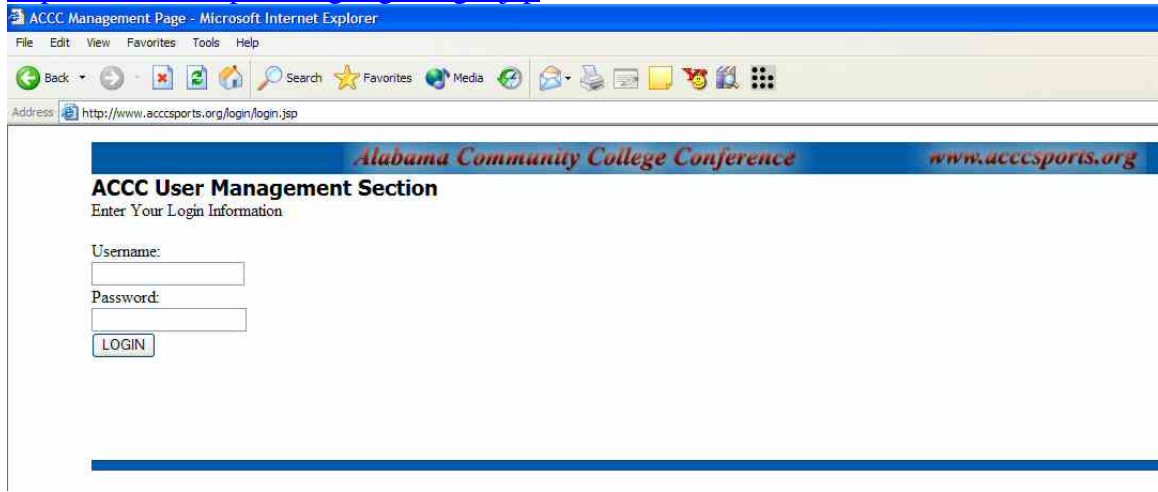 ACCC Management Page - Microsoft Internet Explorer
File Edit View Favorites Tools Help
Back Search Favorites Media
Address http://www.acccsports.org/login/login.jsp
Alabama Community College Conference www.acccsports.org
ACCC User Management Section
Enter Your Login Information
Username:
Password:
LOGIN